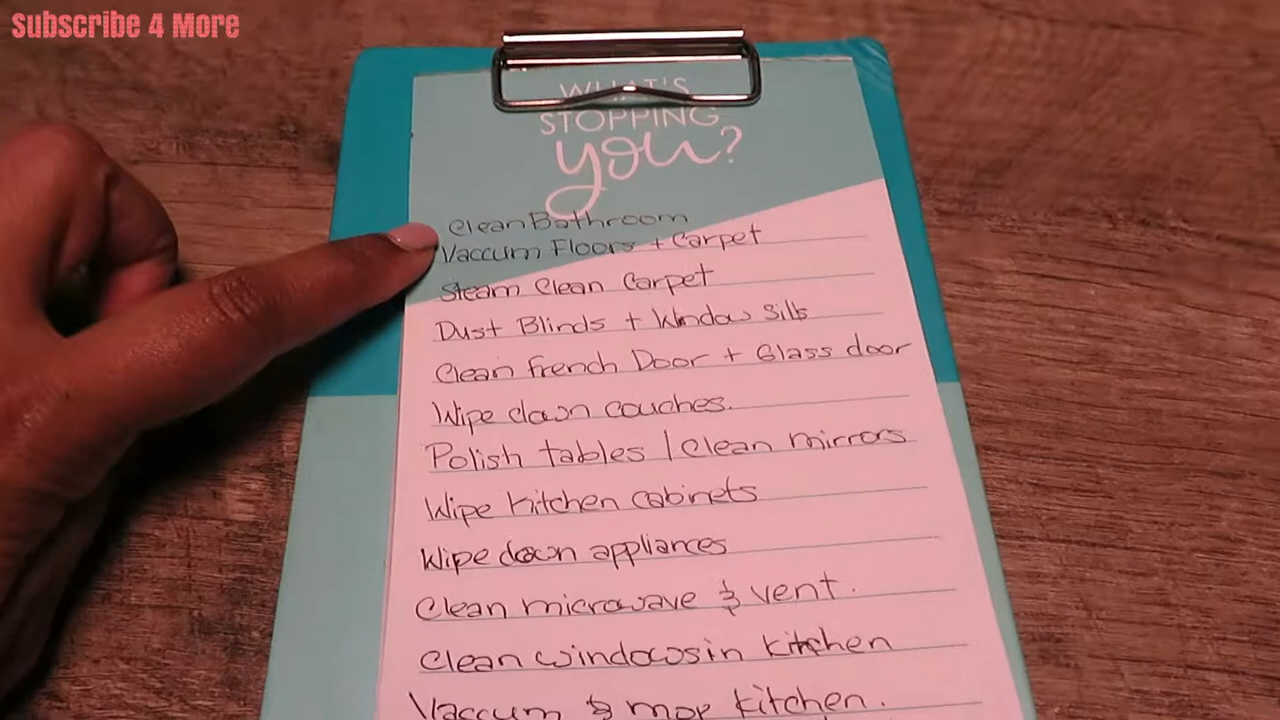 Subscribe 4 More
WHAT'S
STOPPING
you?
Clean Bathroom
Vaccum Floors + Carpet
Steam Clean Carpet
Dust Blinds + Window Sills
Clean French Door + Glass door
Wipe down couches.
Polish tables / Clean mirrors
Wipe Kitchen cabinets
Wipe down appliances
Clean microwave & vent.
Clean windows in kitchen
Vaccum & mop kitchen.